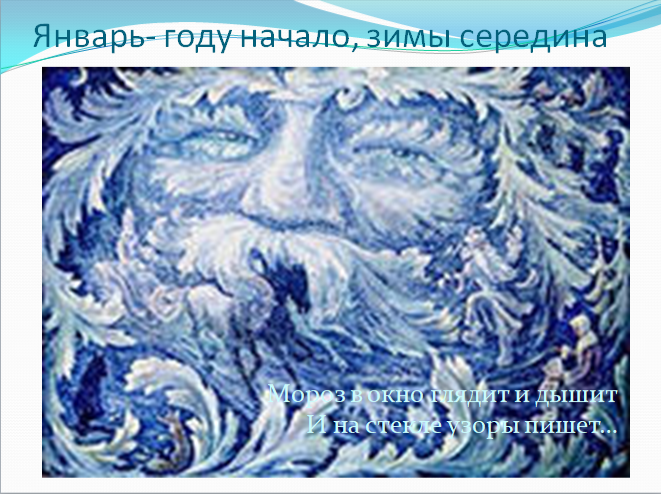 Январь- году начало, зимы середина
Мороз в окно глядит и дышит
И на стекле узоры пишет...